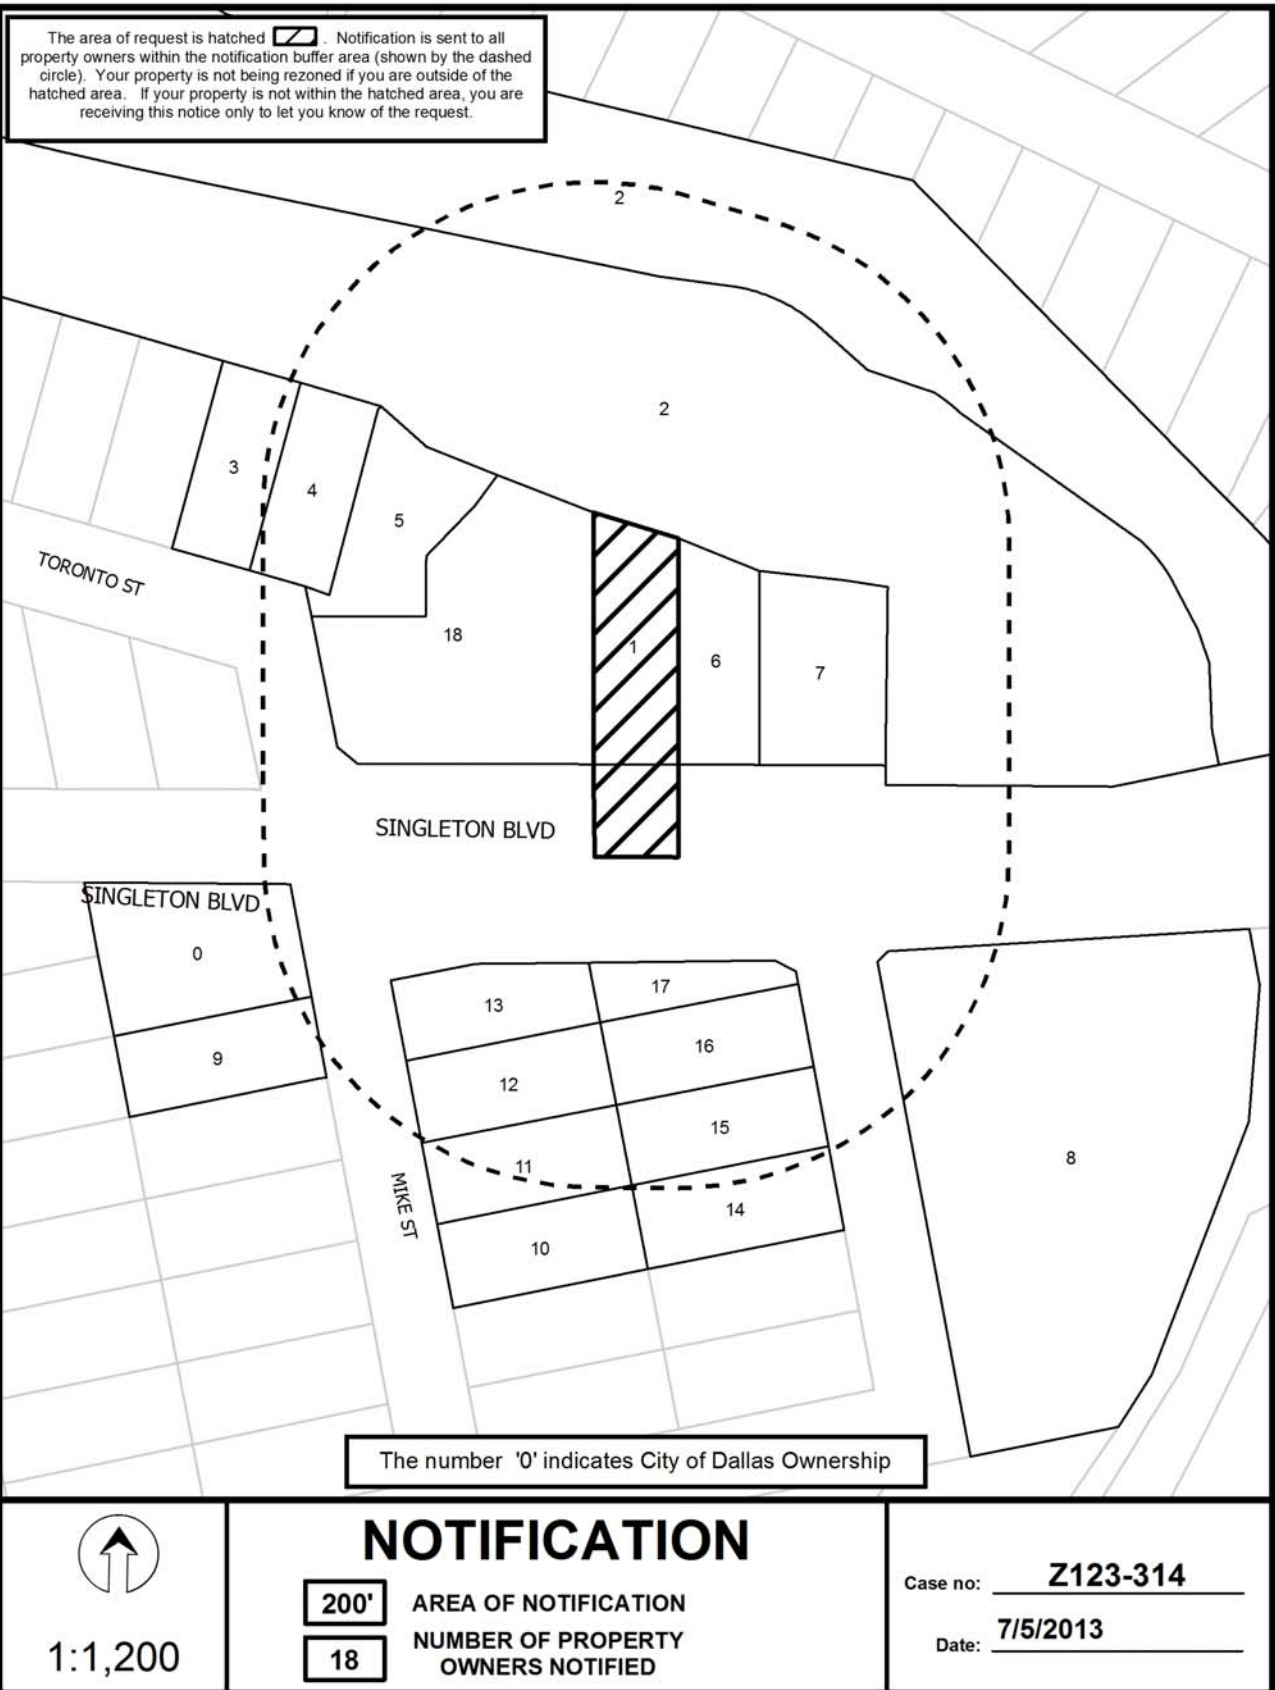 The area of request is hatched . Notification is sent to all
property owners within the notification buffer area (shown by the dashed
circle). Your property is not being rezoned if you are outside of the
hatched area. If your property is not within the hatched area, you are
receiving this notice only to let you know of the request.
2
2
3
4
5
TORONTO ST
18
1
6
7
SINGLETON BLVD
SINGLETON BLVD
0
13
17
16
9
12
15
11
8
MIKE ST
14
10
The number '0' indicates City of Dallas Ownership
1:1,200
NOTIFICATION
200' AREA OF NOTIFICATION
18 NUMBER OF PROPERTY
OWNERS NOTIFIED
Case no: Z123-314
Date: 7/5/2013